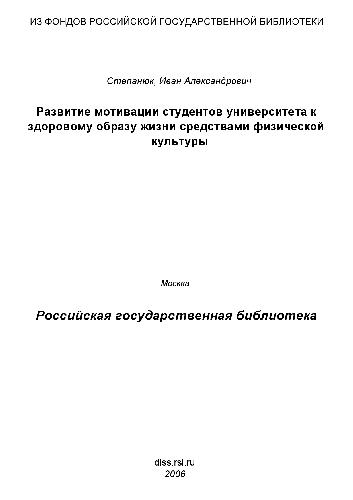 ИЗ ФОНДОВ РОССИЙСКОЙ ГОСУДАРСТВЕННОЙ БИБЛИОТЕКИ
Степанюк, Иван Александрович
Развитие мотивации студентов университета к
здоровому образу жизни средствами физической
культуры
Москва
Российская государственная библиотека
diss.rsl.ru
2006